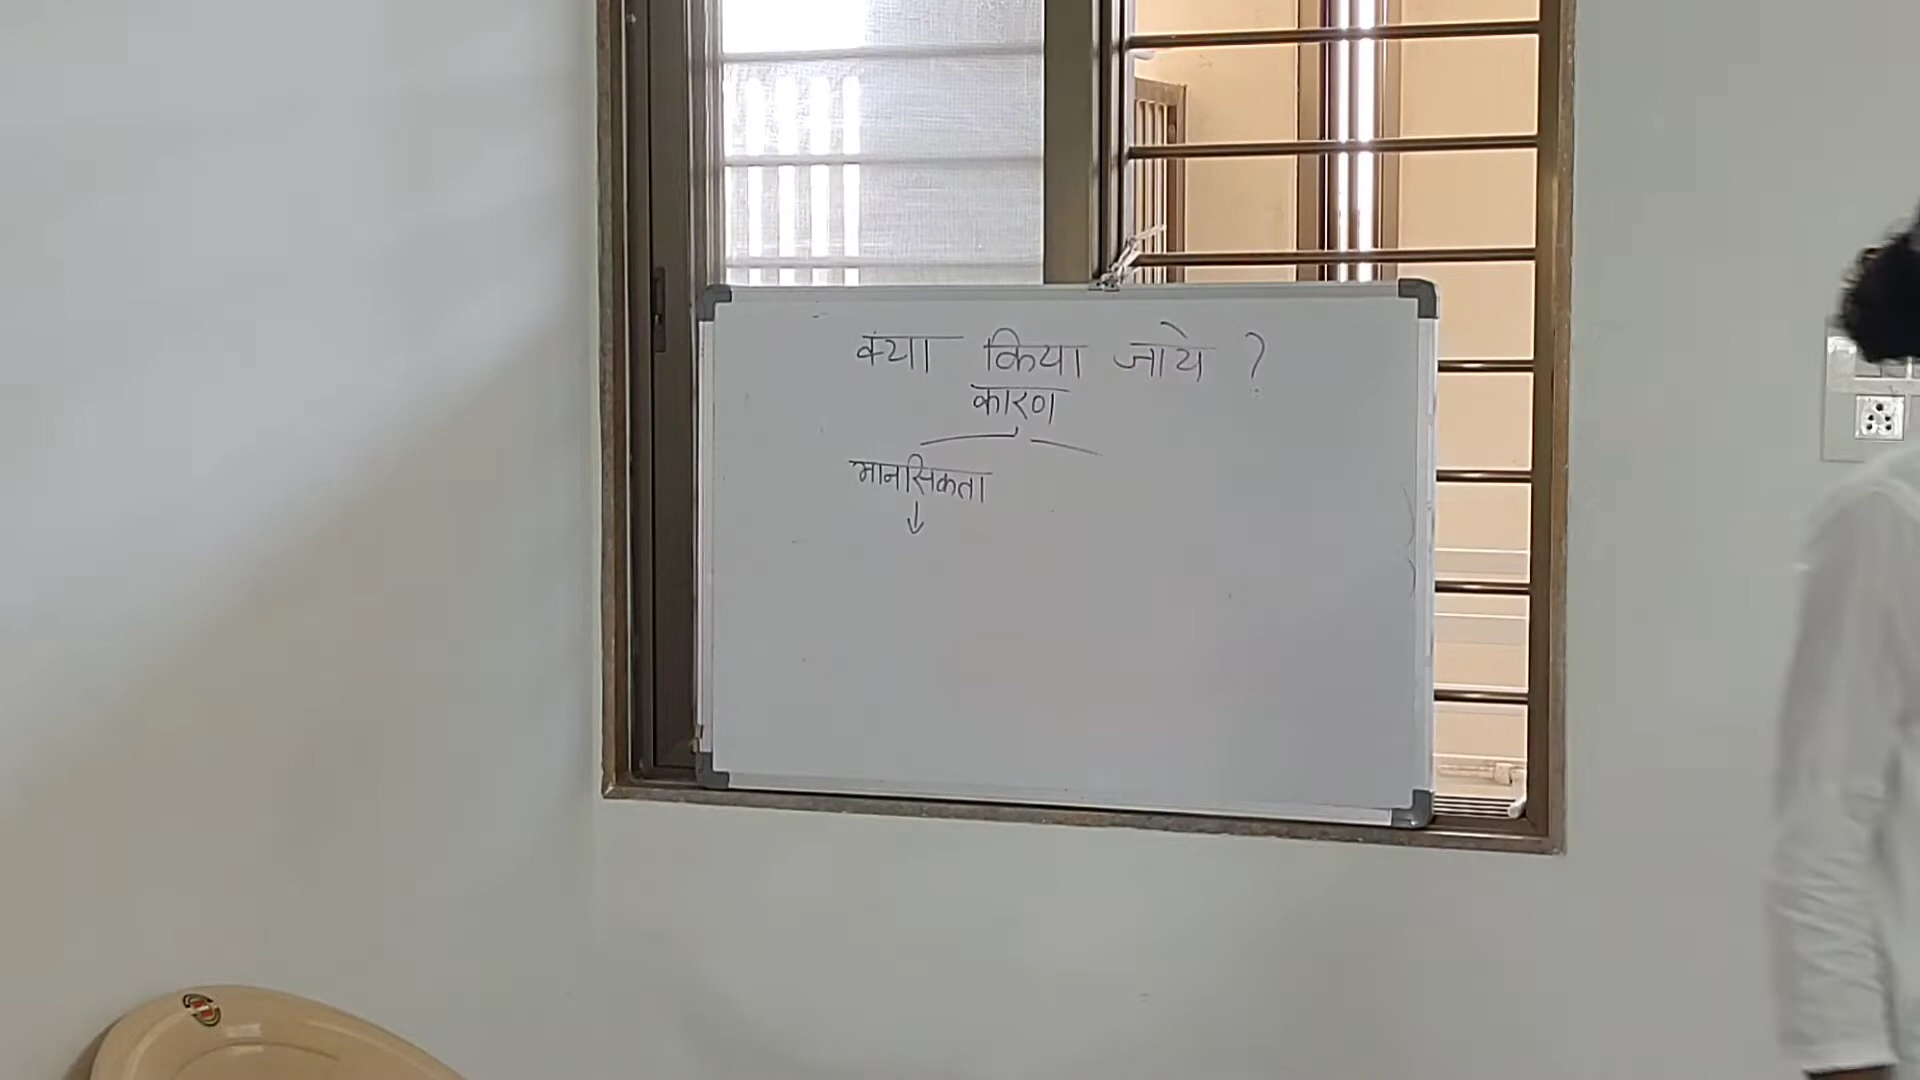 क्या किया जाये ?
कारण
मानसिकता
↓